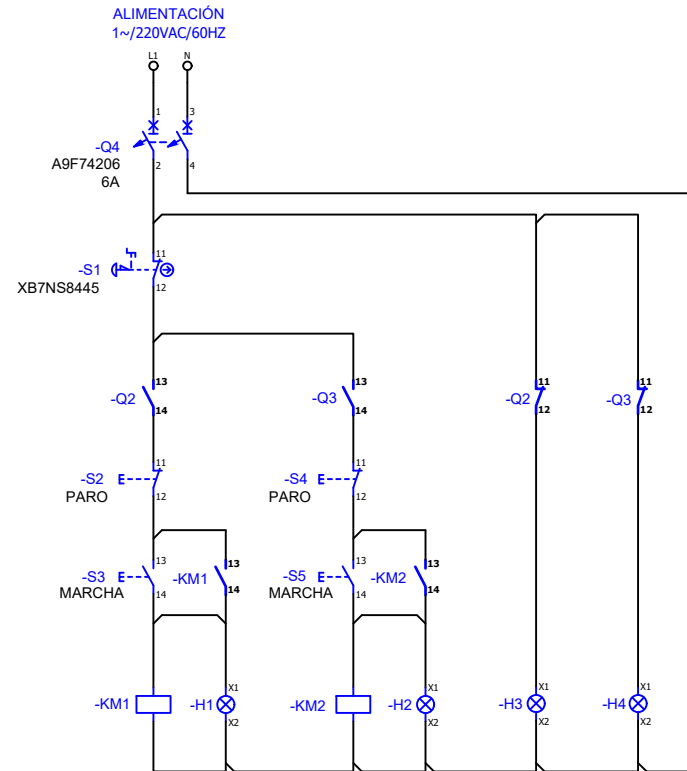 ALIMENTACIÓN
1~/220VAC/60HZ
L1 N
1 3
-Q4
A9F74206
6A
2 4
11
-S1
XB7NS8445
12
13 13 11 11
-Q2 -Q3 -Q2 -Q3
14 14 12 12
11 11
-S2 E -S4 E
PARO PARO
12 12
13 13 13 13
-S3 E -KM1 -S5 E -KM2
MARCHA MARCHA
14 14 14 14
X1 X1 X1 X1
-KM1 -H1 -KM2 -H2 -H3 -H4
X2 X2 X2 X2